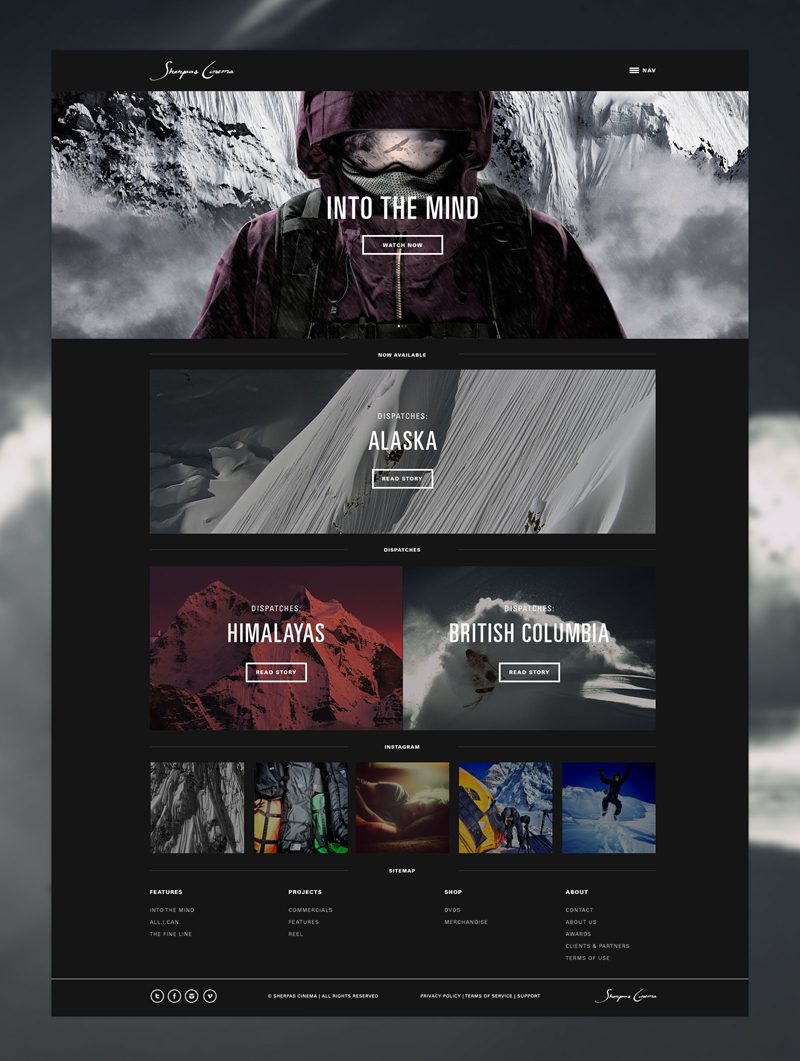 Sherpas Cinema
NAV
INTO THE MIND
WATCH NOW
NOW AVAILABLE
DISPATCHES:
ALASKA
READ STORY
DISPATCHES
DISPATCHES:
HIMALAYAS
READ STORY
DISPATCHES:
BRITISH COLUMBIA
READ STORY
INSTAGRAM
SITEMAP
FEATURES
INTO THE MIND
ALL.I.CAN.
THE FINE LINE
PROJECTS
COMMERCIALS
FEATURES
REEL
SHOP
DVDS
MERCHANDISE
ABOUT
CONTACT
ABOUT US
AWARDS
CLIENTS & PARTNERS
TERMS OF USE
© SHERPAS CINEMA | ALL RIGHTS RESERVED
PRIVACY POLICY | TERMS OF SERVICE | SUPPORT
Sherpas Cinema